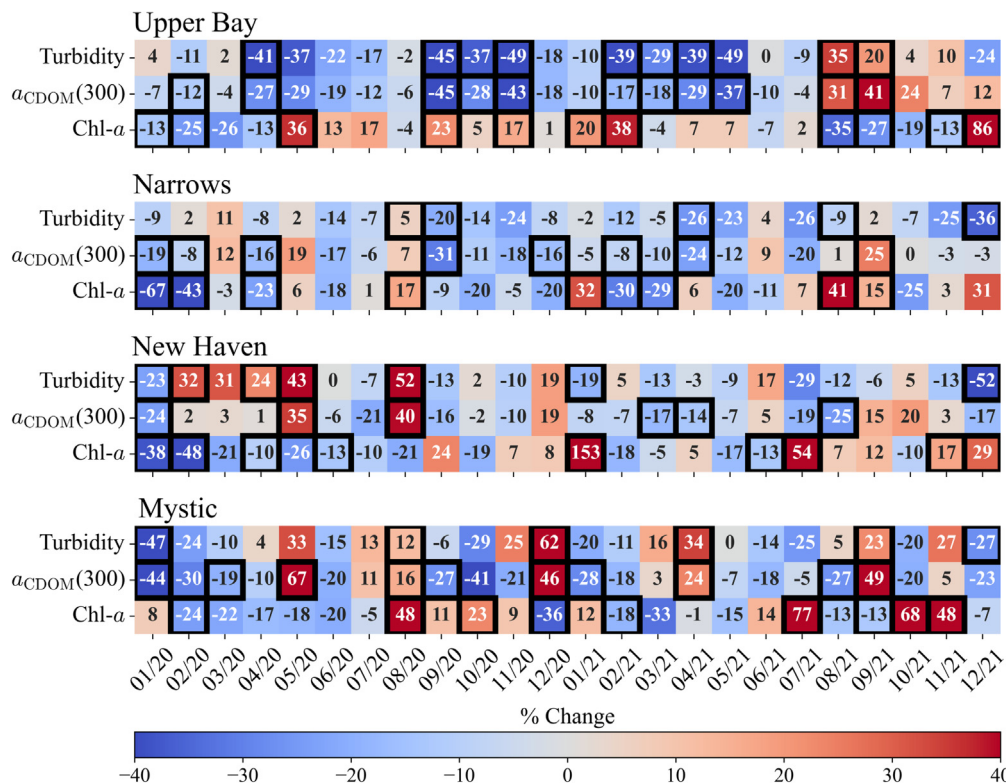 Upper Bay
Turbidity 4 -11 2 -41 -37 -22 -17 -2 -45 -37 -49 -18 -10 -39 -29 -39 -49 0 -9 35 20 4 10 -24
aCDOM(300) -7 -12 -4 -27 -29 -19 -12 -6 -45 -28 -43 -18 -10 -17 -18 -29 -37 -10 -4 31 41 24 7 12
Chl-a -13 -25 -26 -13 36 13 17 -4 23 5 17 1 20 38 -4 7 7 -7 2 -35 -27 -19 -13 86
Narrows
Turbidity -9 2 11 -8 2 -14 -7 5 -20 -14 -24 -8 -2 -12 -5 -26 -23 4 -26 -9 2 -7 -25 -36
aCDOM(300) -19 -8 12 -16 19 -17 -6 7 -31 -11 -18 -16 -5 -8 -10 -24 -12 9 -20 1 25 0 -3 -3
Chl-a -67 -43 -3 -23 6 -18 1 17 -9 -20 -5 -20 32 -30 -29 6 -20 -11 7 41 15 -25 3 31
New Haven
Turbidity -23 32 31 24 43 0 -7 52 -13 2 -10 19 -19 5 -13 -3 -9 17 -29 -12 -6 5 -13 -52
aCDOM(300) -24 2 3 1 35 -6 -21 40 -16 -2 -10 19 -8 -7 -17 -14 -7 5 -19 -25 15 20 -3 -17
Chl-a -38 -48 -21 -10 -26 -13 -10 -21 24 -19 7 8 153 -18 -5 5 -17 -13 54 7 12 -10 17 29
Mystic
Turbidity -47 -24 -10 4 33 -15 13 12 -6 -29 25 62 -20 -11 16 34 0 -14 -25 5 23 -20 27 -27
aCDOM(300) -44 -30 -19 -10 67 -20 11 16 -27 -41 -21 46 -28 -18 3 24 -7 -18 -5 -27 49 -20 5 -23
Chl-a 8 -24 -22 -17 -18 -20 -5 48 11 23 9 -36 12 -18 -33 -1 -15 14 77 -13 -13 68 48 -7
01/20 02/20 03/20 04/20 05/20 06/20 07/20 08/20 09/20 10/20 11/20 12/20 01/21 02/21 03/21 04/21 05/21 06/21 07/21 08/21 09/21 10/21 11/21 12/21
% Change
−40 −30 −20 −10 0 10 20 30 40